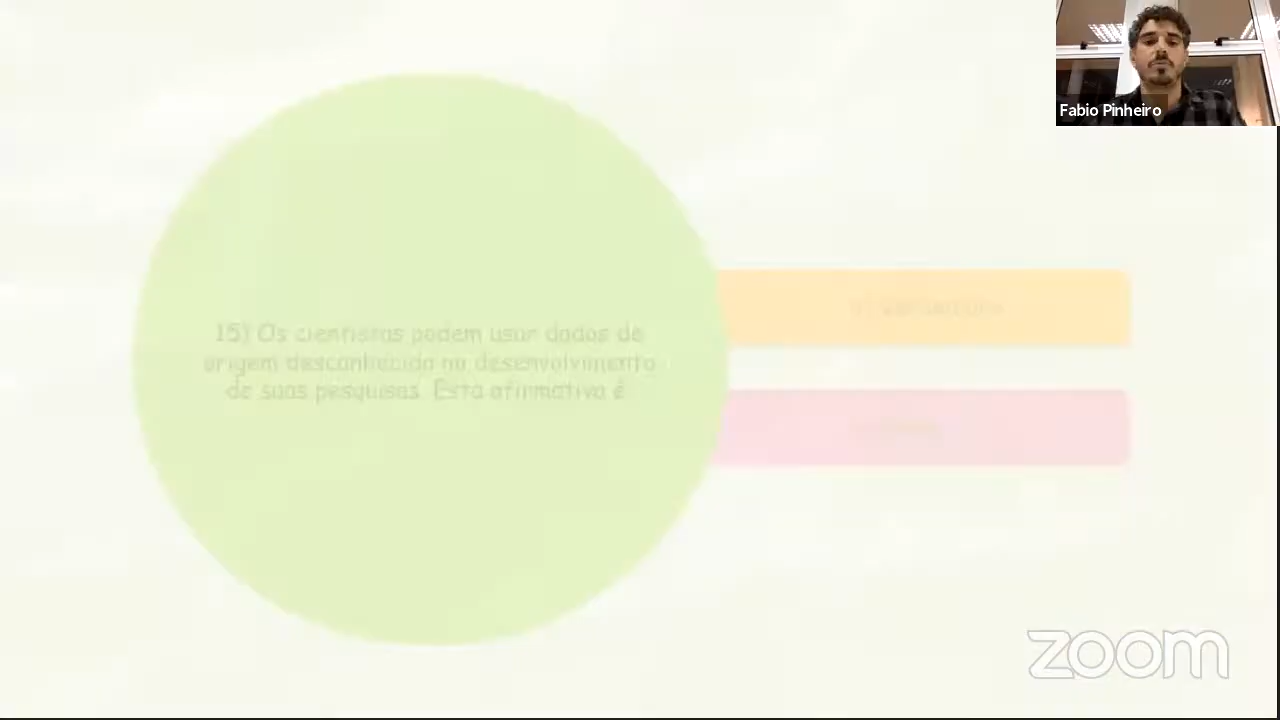 Fabio Pinheiro
15) Os cientistas podem usar dados de
origem desconhecida no desenvolvimento
de suas pesquisas. Esta afirmativa é
zoom